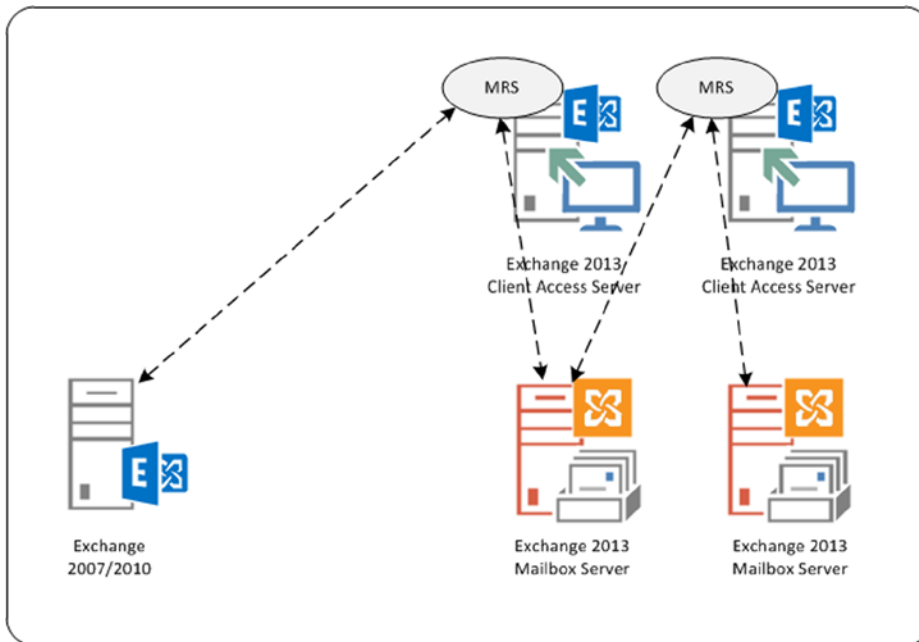 MRS
MRS
Exchange 2013
Client Access Server
Exchange 2013
Client Access Server
Exchange
2007/2010
Exchange 2013
Mailbox Server
Exchange 2013
Mailbox Server